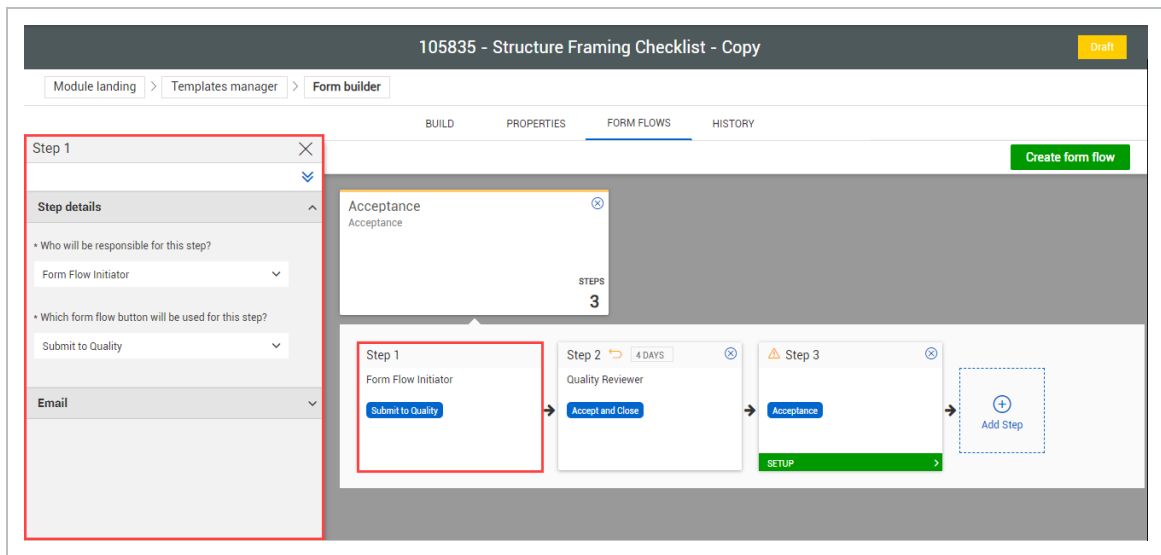 105835 - Structure Framing Checklist - Copy
Draft
Module landing > Templates manager > Form builder
BUILD PROPERTIES FORM FLOWS HISTORY
Step 1
Create form flow
Step details
* Who will be responsible for this step?
Form Flow Initiator
* Which form flow button will be used for this step?
Submit to Quality
Email
Acceptance
Acceptance
STEPS
3
Step 1
Form Flow Initiator
Submit to Quality
Step 2 4 DAYS
Quality Reviewer
Accept and Close
Step 3
Acceptance
SETUP
Add Step